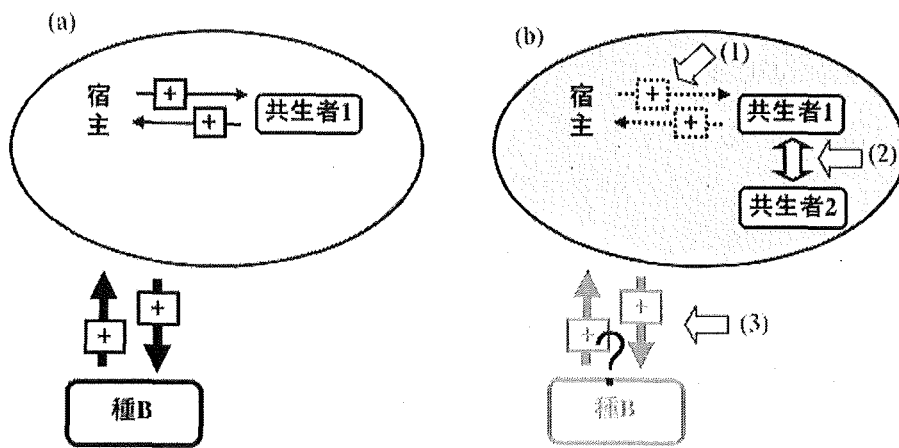 (a)
宿主
+
+
共生者1
+
+
種B
(b)
(1)
宿主
+
+
共生者1
(2)
共生者2
+
+
(3)
?
種B